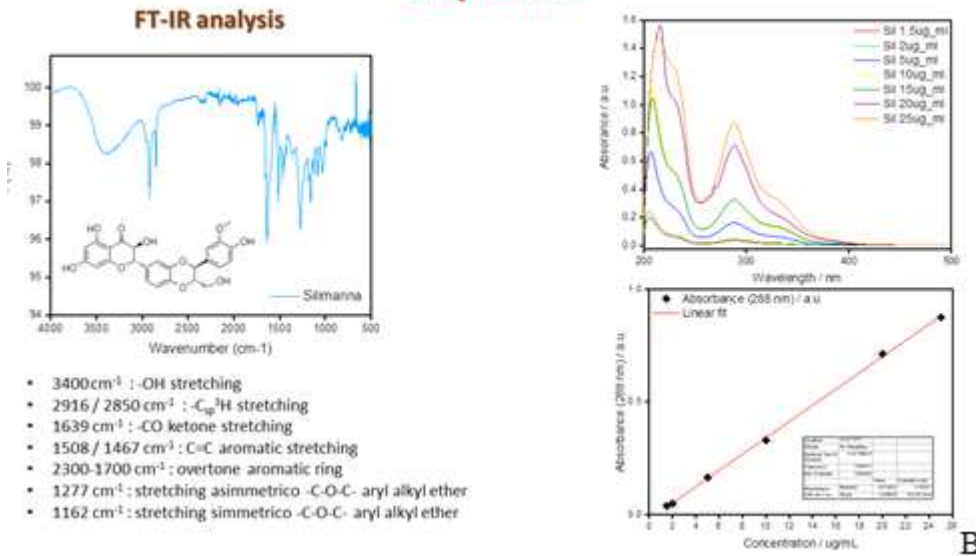 FT-IR analysis
100
99
98
97
96
95
94
4000
3500
3000
2500
2000
1500
1000
500
Wavenumber (cm-1)
Silimarina
HO
O
OH
HO
O
O
O
O
OH
OH
• 3400 cm-1 : -OH stretching
• 2916 / 2850 cm-1 : -Csp3H stretching
• 1639 cm-1 : -CO ketone stretching
• 1508 / 1467 cm-1 : C=C aromatic stretching
• 2300-1700 cm-1 : overtone aromatic ring
• 1277 cm-1 : stretching asimmetrico -C-O-C- aryl alkyl ether
• 1162 cm-1 : stretching simmetrico -C-O-C- aryl alkyl ether
1.6
1.4
1.2
1.0
0.8
0.6
0.4
0.2
0.0
Absorance / a.u.
Sil 1,5ug_ml
Sil 2ug_ml
Sil 5ug_ml
Sil 10ug_ml
Sil 15ug_ml
Sil 20ug_ml
Sil 25ug_ml
200
300
400
500
Wavelength / nm
1.0
0.5
0.0
Absorbance (288 nm) / a.u
Absorbance (288 nm) / a.u.
Linear fit
0 2 4 6 8 10 12 14 16 18 20 22 24 26
Concentration / ug/mL
B